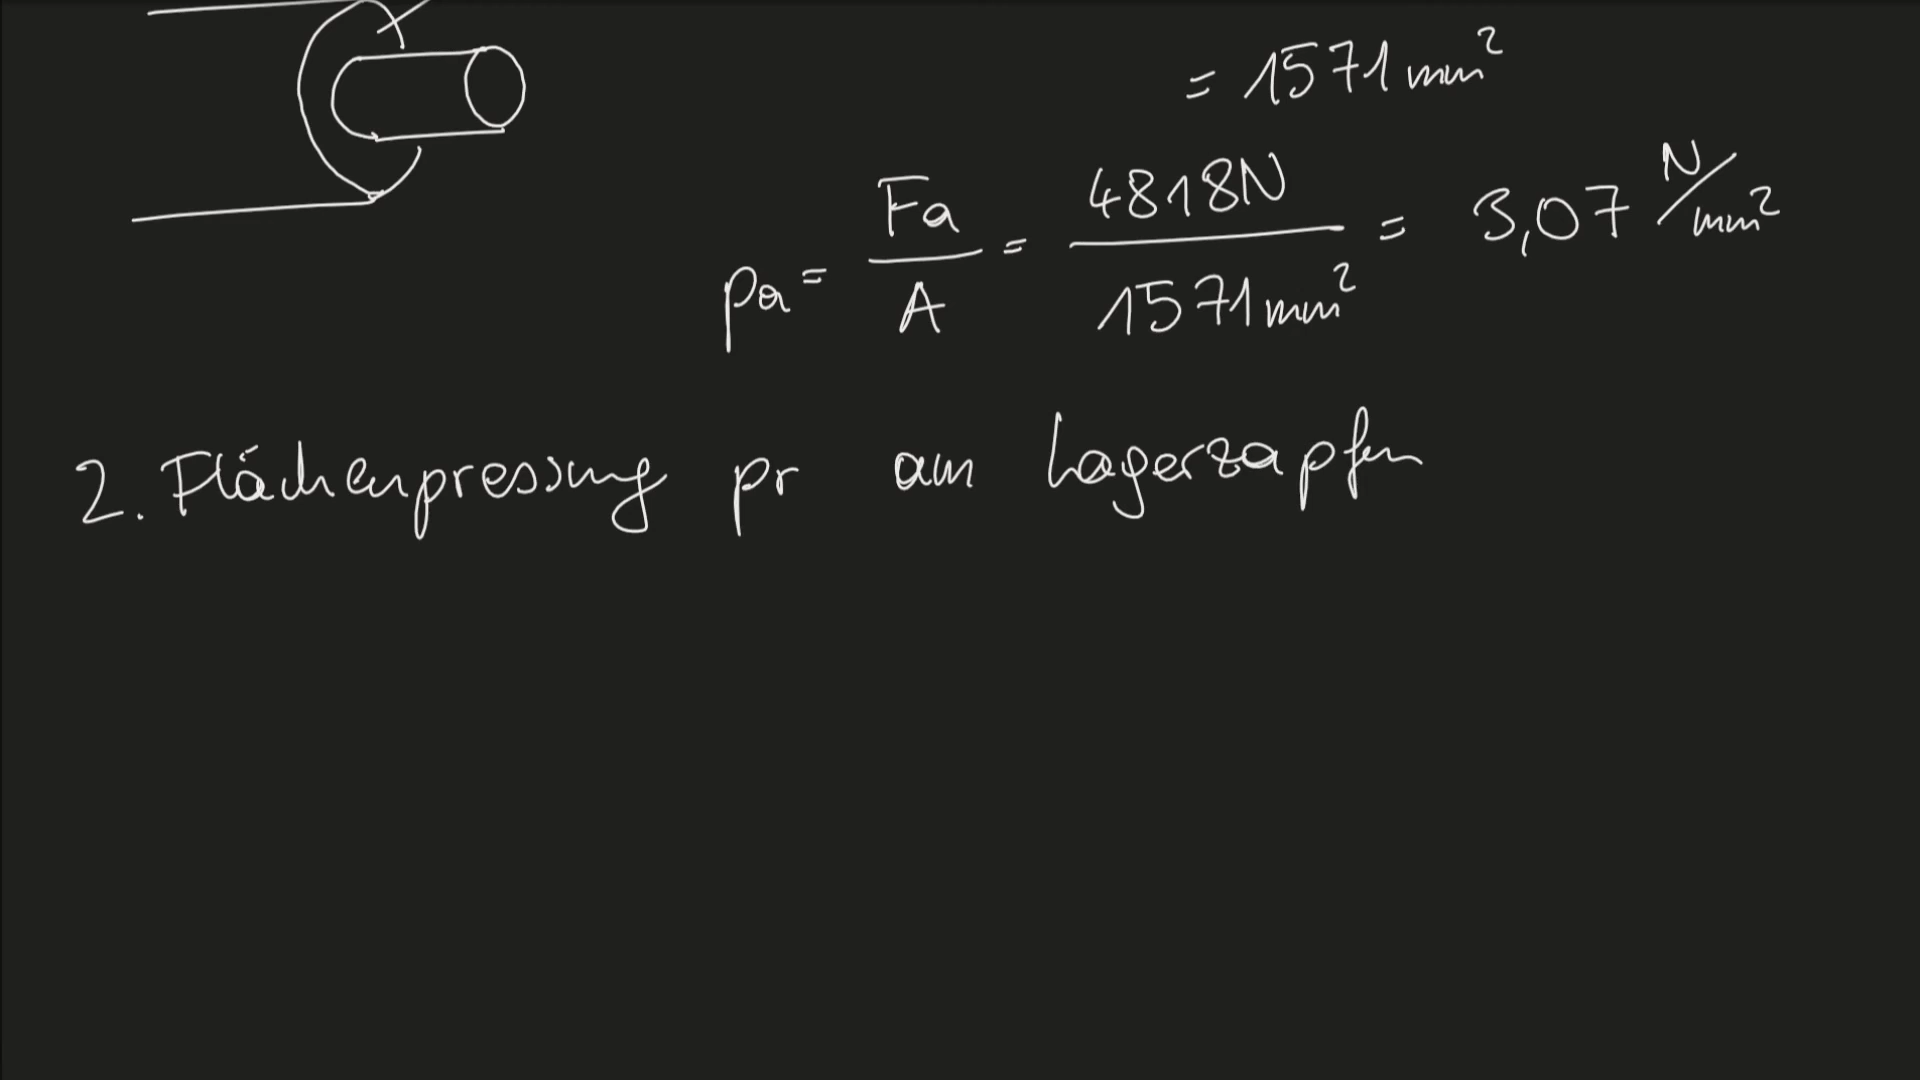 = 1571 mm²
pa = Fa / A = 4818N / 1571mm² = 3,07 N/mm²
2. Flächenpressung pr am Lagerzapfen